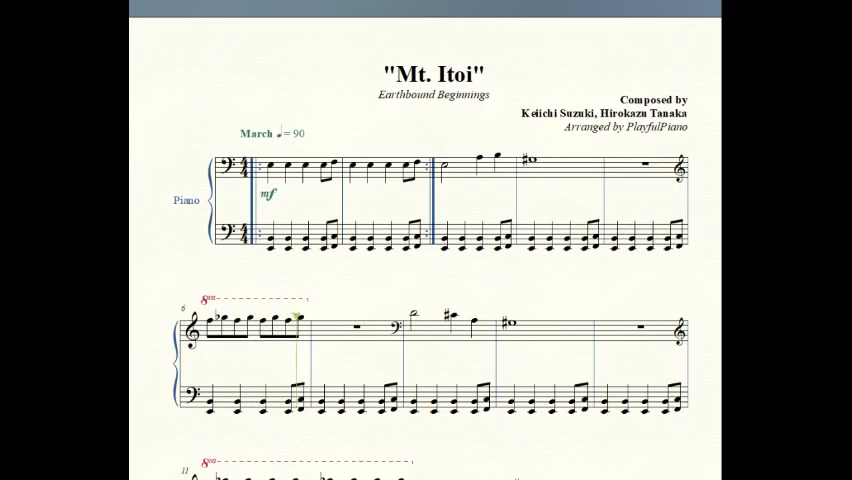 "Mt. Itoi"
Earthbound Beginnings
Composed by
Keiichi Suzuki, Hirokazu Tanaka
Arranged by PlayfulPiano
March ♩= 90
mf
Piano
6
8va
11
8va